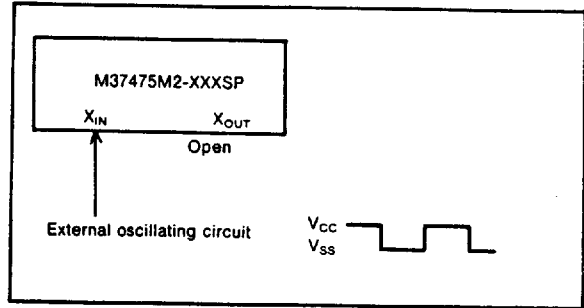 M37475M2-XXXSP
XIN XOUT
Open
External oscillating circuit
VCC
VSS